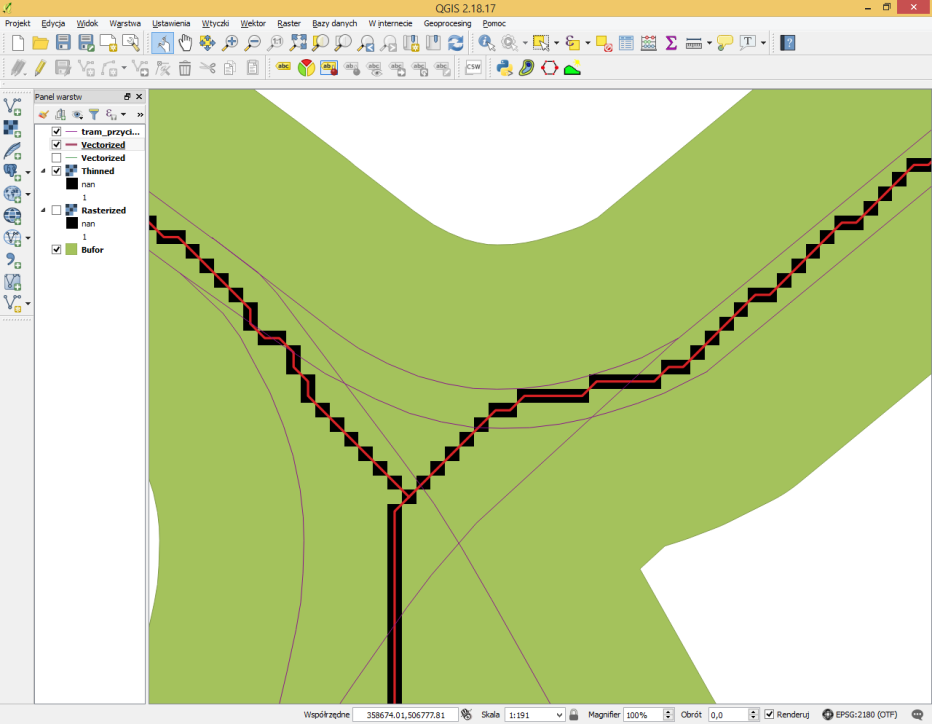 QGIS 2.18.17
Projekt Edycja Widok Warstwa Ustawienia Wtyczki Wektor Raster Bazy danych W internecie Geoprocesing Pomoc
abc abc CSW
Panel warstw
tram_przyci...
Vectorized
Vectorized
Thinned
nan
1
Rasterized
nan
1
Bufor
Współrzędne 358674.01,506777.81 Skala 1:191 Magnifier 100% Obrót 0,0 Renderuj EPSG:2180 (OTF)